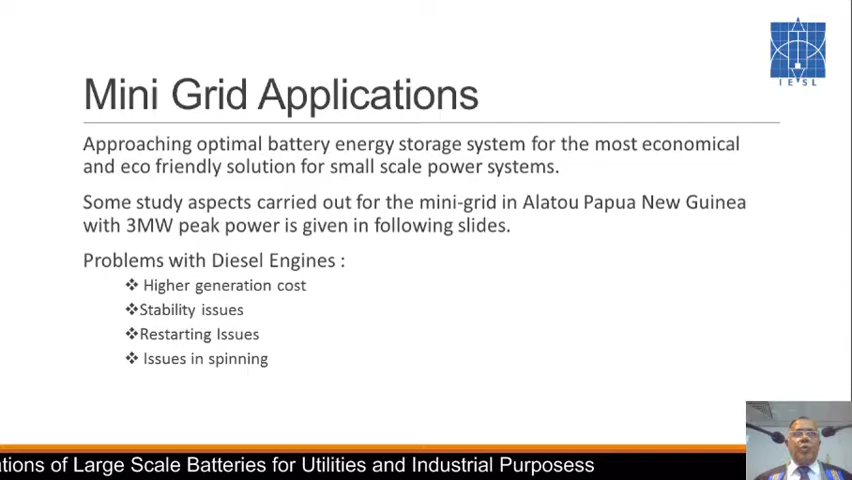 IESL
Mini Grid Applications
Approaching optimal battery energy storage system for the most economical
and eco friendly solution for small scale power systems.
Some study aspects carried out for the mini-grid in Alatou Papua New Guinea
with 3MW peak power is given in following slides.
Problems with Diesel Engines :
❖ Higher generation cost
❖Stability issues
❖Restarting Issues
❖ Issues in spinning
of Large Scale Batteries for Utilities and Industrial Purposess